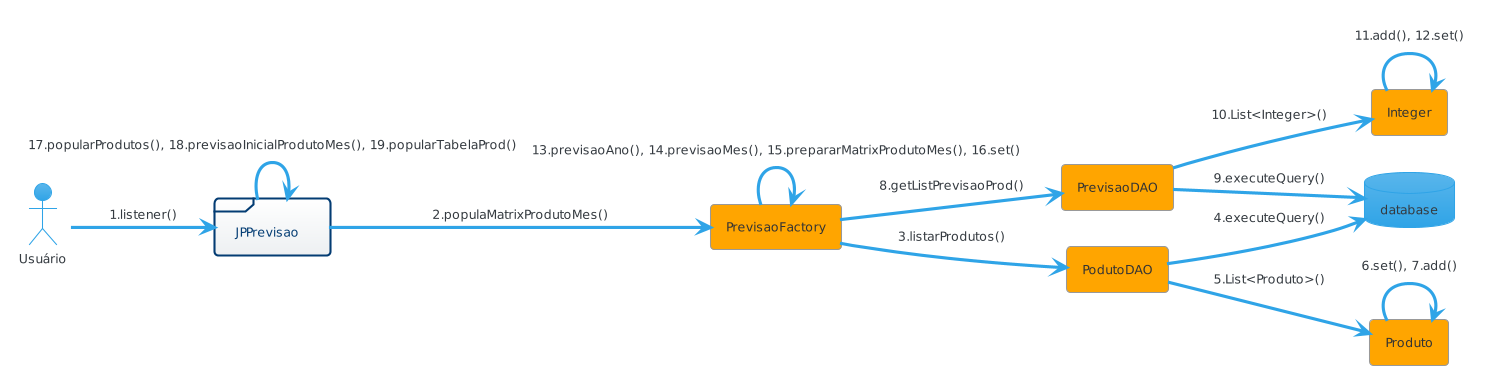 11.add(), 12.set()
Integer
10.List<Integer>()
17.popularProdutos(), 18.previsaoInicialProdutoMes(), 19.popularTabelaProd()
13.previsaoAno(), 14.previsaoMes(), 15.prepararMatrixProdutoMes(), 16.set()
8.getListPrevisaoProd()
PrevisaoDAO
9.executeQuery()
database
1.listener()
JPPrevisao
2.populaMatrixProdutoMes()
PrevisaoFactory
4.executeQuery()
3.listarProdutos()
Usuário
PodutoDAO
5.List<Produto>()
6.set(), 7.add()
Produto